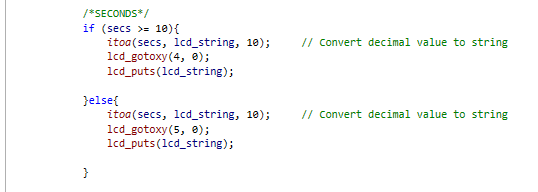 /*SECONDS*/
if (secs >= 10){
itoa(secs, lcd_string, 10); // Convert decimal value to string
lcd_gotoxy(4, 0);
lcd_puts(lcd_string);
}else{
itoa(secs, lcd_string, 10); // Convert decimal value to string
lcd_gotoxy(5, 0);
lcd_puts(lcd_string);
}